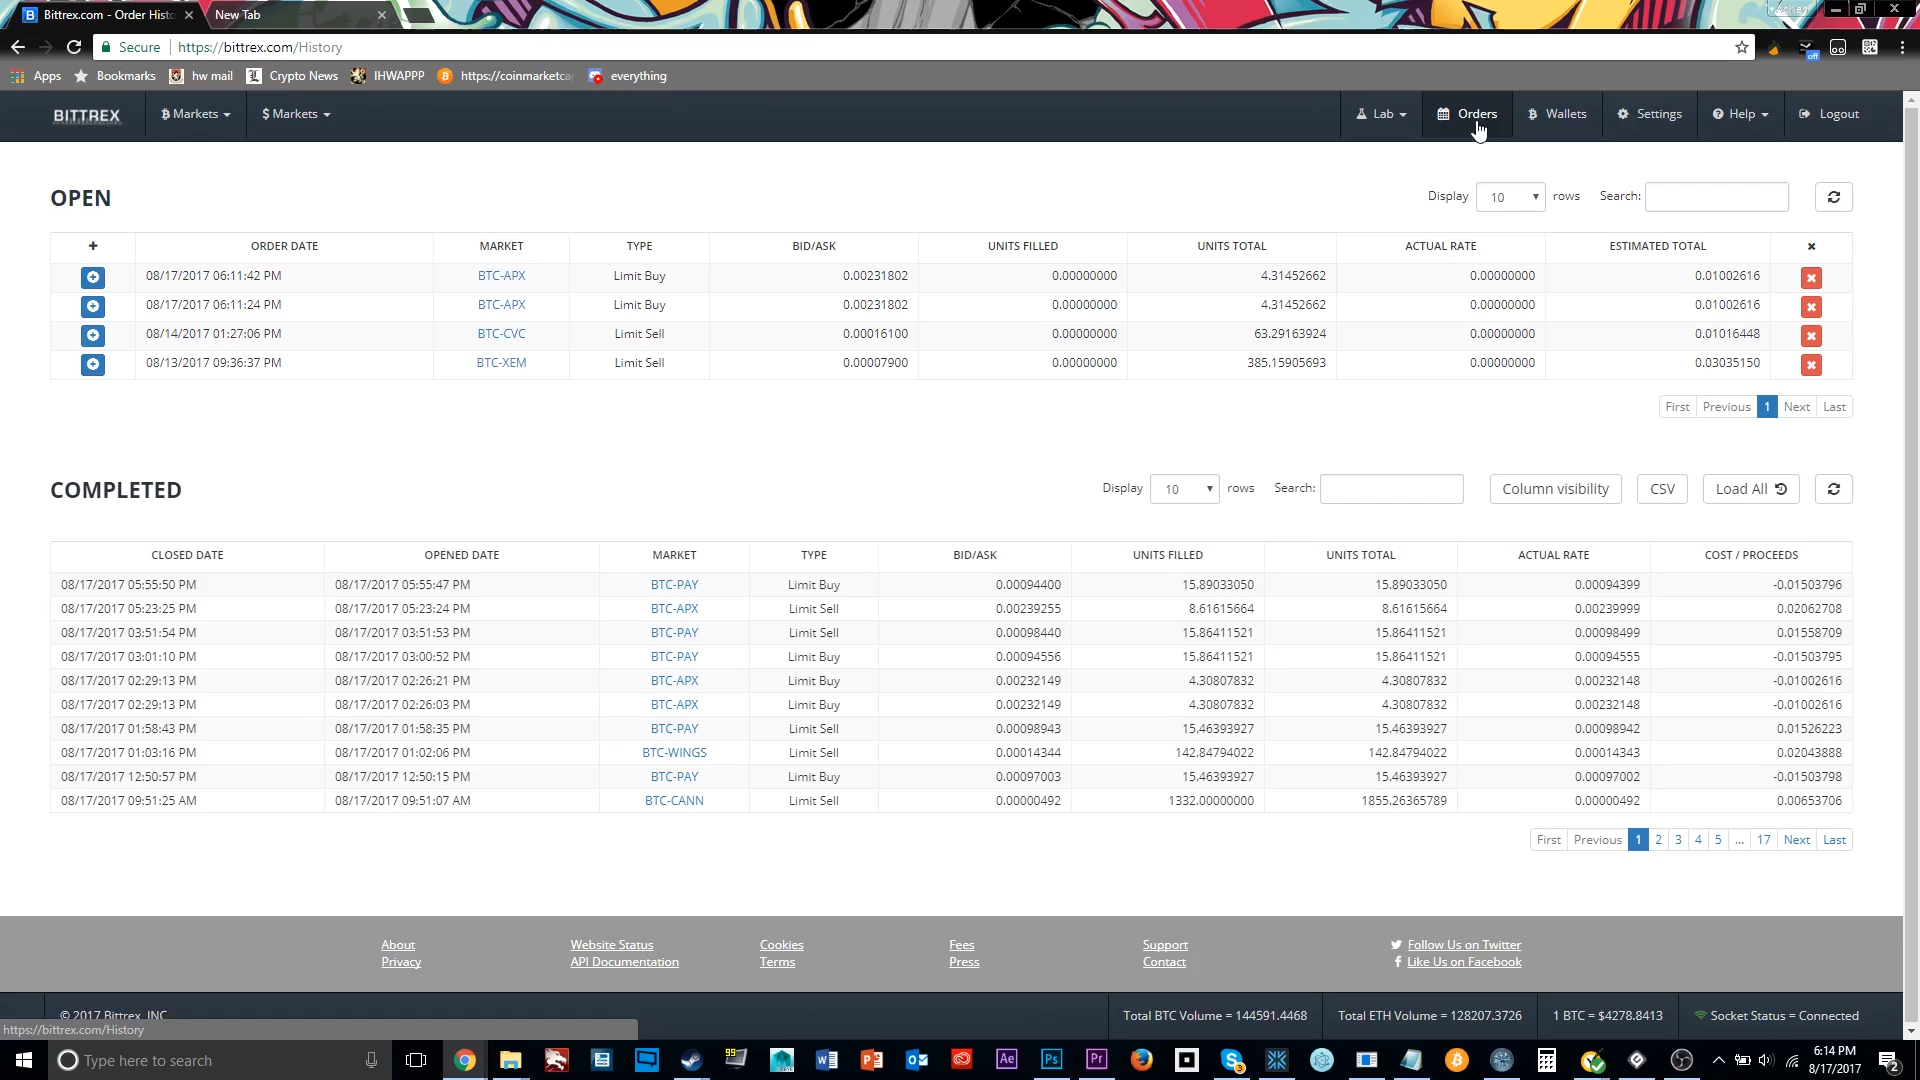 Bittrex.com - Order Histo
New Tab
Secure https://bittrex.com/History
Apps Bookmarks hw mail Crypto News IHWAPPP https://coinmarketca everything
off
BITTREX Markets $ Markets Lab Orders Wallets Settings Help Logout
OPEN
Display 10 rows Search:
+ ORDER DATE MARKET TYPE BID/ASK UNITS FILLED UNITS TOTAL ACTUAL RATE ESTIMATED TOTAL
08/17/2017 06:11:42 PM BTC-APX Limit Buy 0.00231802 0.00000000 4.31452662 0.00000000 0.01002616
08/17/2017 06:11:24 PM BTC-APX Limit Buy 0.00231802 0.00000000 4.31452662 0.00000000 0.01002616
08/14/2017 01:27:06 PM BTC-CVC Limit Sell 0.00016100 0.00000000 63.29163924 0.00000000 0.01016448
08/13/2017 09:36:37 PM BTC-XEM Limit Sell 0.00007900 0.00000000 385.15905693 0.00000000 0.03035150
First Previous 1 Next Last
COMPLETED
Display 10 rows Search: Column visibility CSV Load All
CLOSED DATE OPENED DATE MARKET TYPE BID/ASK UNITS FILLED UNITS TOTAL ACTUAL RATE COST / PROCEEDS
08/17/2017 05:55:50 PM 08/17/2017 05:55:47 PM BTC-PAY Limit Buy 0.00094400 15.89033050 15.89033050 0.00094399 -0.01503796
08/17/2017 05:23:25 PM 08/17/2017 05:23:24 PM BTC-APX Limit Sell 0.00239255 8.61615664 8.61615664 0.00239999 0.02062708
08/17/2017 03:51:54 PM 08/17/2017 03:51:53 PM BTC-PAY Limit Sell 0.00098440 15.86411521 15.86411521 0.00098499 0.01558709
08/17/2017 03:01:10 PM 08/17/2017 03:00:52 PM BTC-PAY Limit Buy 0.00094556 15.86411521 15.86411521 0.00094555 -0.01503795
08/17/2017 02:29:13 PM 08/17/2017 02:26:21 PM BTC-APX Limit Buy 0.00232149 4.30807832 4.30807832 0.00232148 -0.01002616
08/17/2017 02:29:13 PM 08/17/2017 02:26:03 PM BTC-APX Limit Buy 0.00232149 4.30807832 4.30807832 0.00232148 -0.01002616
08/17/2017 01:58:43 PM 08/17/2017 01:58:35 PM BTC-PAY Limit Sell 0.00098943 15.46393927 15.46393927 0.00098942 0.01526223
08/17/2017 01:03:16 PM 08/17/2017 01:02:06 PM BTC-WINGS Limit Sell 0.00014344 142.84794022 142.84794022 0.00014343 0.02043888
08/17/2017 12:50:57 PM 08/17/2017 12:50:15 PM BTC-PAY Limit Buy 0.00097003 15.46393927 15.46393927 0.00097002 -0.01503798
08/17/2017 09:51:25 AM 08/17/2017 09:51:07 AM BTC-CANN Limit Sell 0.00000492 1332.00000000 1855.26365789 0.00000492 0.00653706
First Previous 1 2 3 4 5 ... 17 Next Last
About Website Status Cookies Fees Support Follow Us on Twitter
Privacy API Documentation Terms Press Contact Like Us on Facebook
© 2017 Bittrex, INC Total BTC Volume = 144591.4468 Total ETH Volume = 128207.3726 1 BTC = $4278.8413 Socket Status = Connected
https://bittrex.com/History
Type here to search
99
Ae Ps Pr
3
6:14 PM
8/17/2017
2